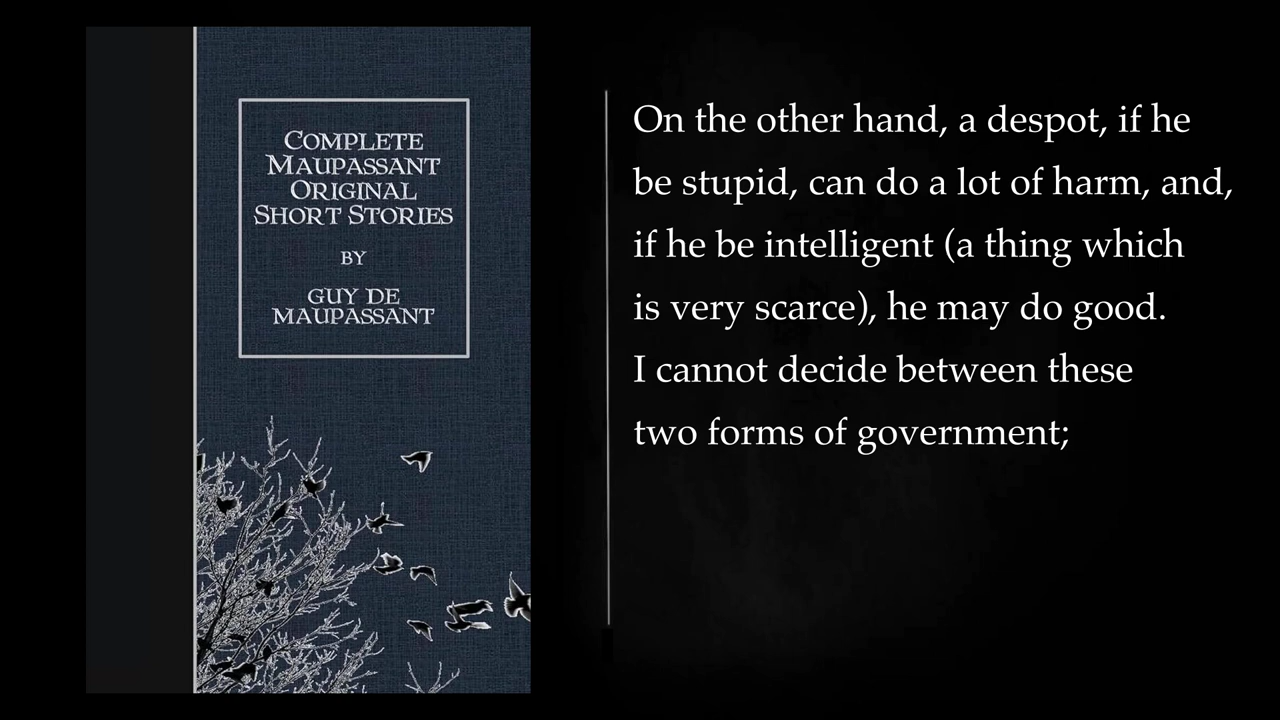 COMPLETE
MAUPASSANT
ORIGINAL
SHORT STORIES
BY
GUY DE
MAUPASSANT
On the other hand, a despot, if he
be stupid, can do a lot of harm, and,
if he be intelligent (a thing which
is very scarce), he may do good.
I cannot decide between these
two forms of government;